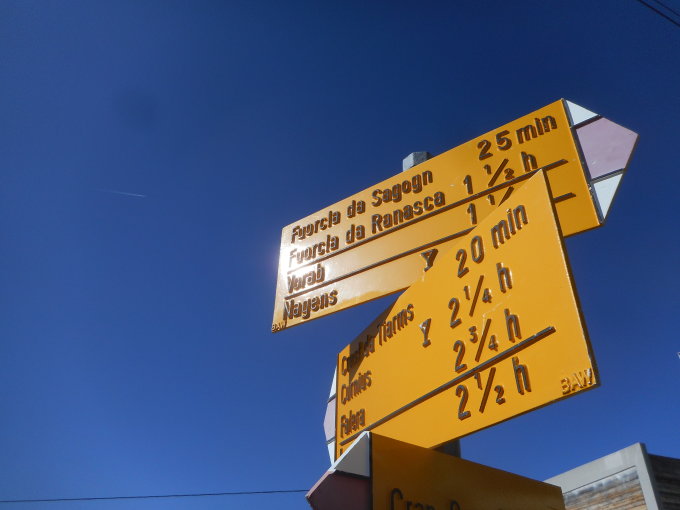 Fuorcla da Sagogn 25 min
Fuorcla da Ranasca 1 ½ h
Vorab 1
Nagens
BAW
20 min
Curnius 2 ¼ h
Falera 2 ¾ h
2 ½ h
BAW